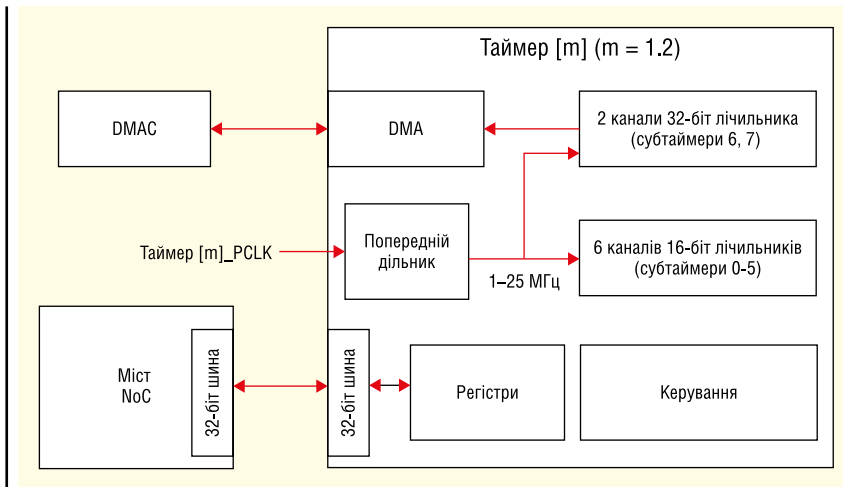 Таймер [m] (m = 1.2)
DMAC
DMA
2 канали 32-біт лічильника
(субтаймери 6, 7)
Таймер [m]_PCLK
Попередній
дільник
1–25 МГц
6 каналів 16-біт лічильників
(субтаймери 0-5)
Міст
NoC
32-біт шина
32-біт шина
Регістри
Керування